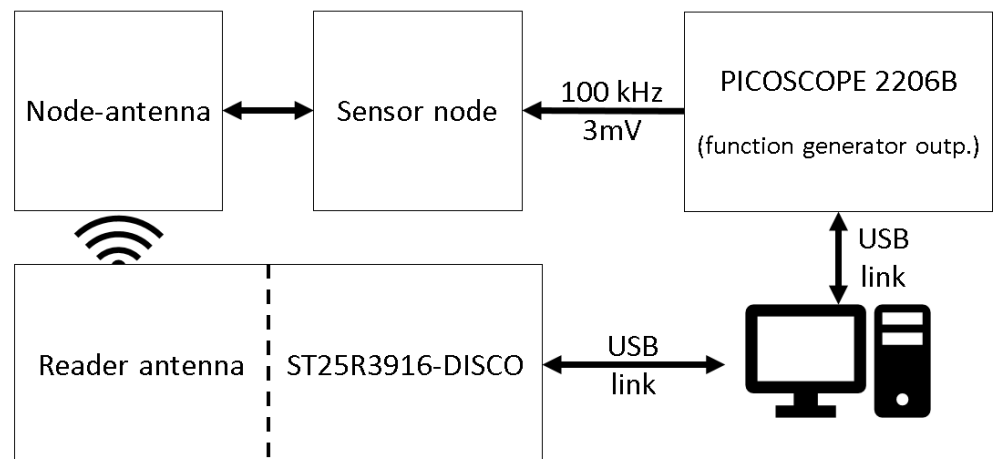 Node-antenna
Sensor node
100 kHz
3mV
PICOSCOPE 2206B
(function generator outp.)
USB
link
Reader antenna
ST25R3916-DISCO
USB
link